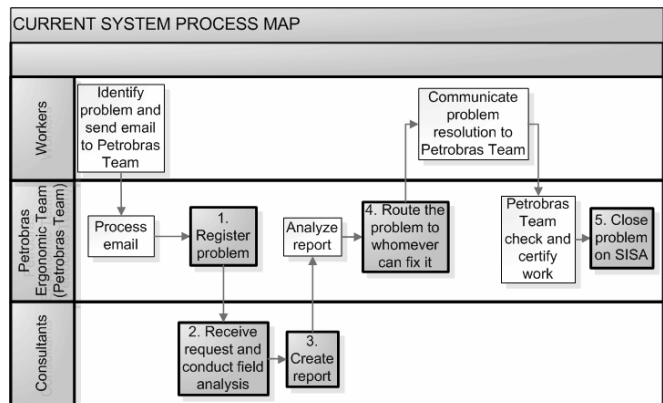 CURRENT SYSTEM PROCESS MAP
Workers
Identify
problem and
send email
to Petrobras
Team
Communicate
problem
resolution to
Petrobras Team
Petrobras
Ergonomic Team
(Petrobras Team)
Process
email
1.
Register
problem
Analyze
report
4. Route the
problem to
whomever
can fix it
Petrobras
Team
check and
certify
work
5. Close
problem
on SISA
Consultants
2. Receive
request and
conduct field
analysis
3.
Create
report